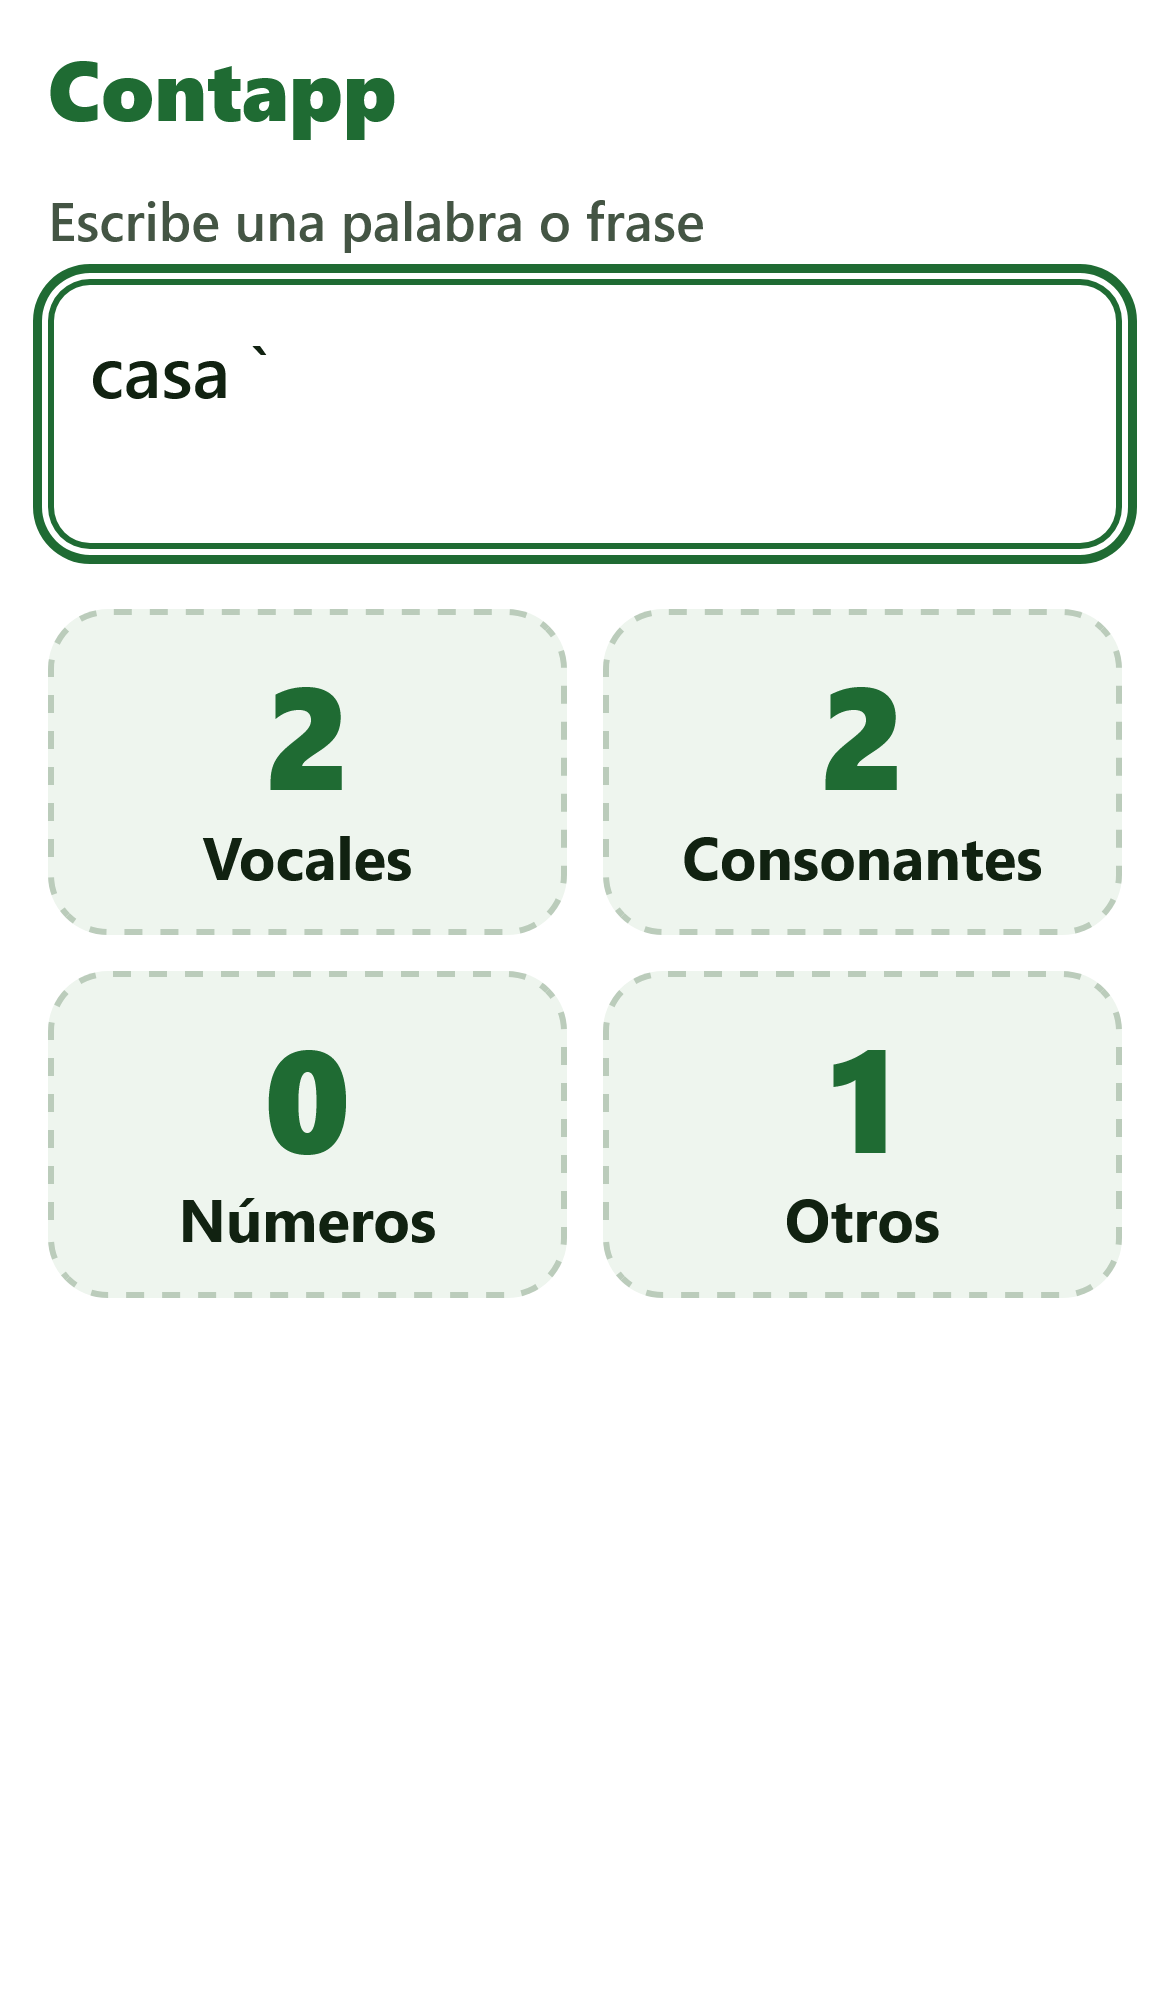 Contapp
Escribe una palabra o frase
casa `
2
Vocales
2
Consonantes
0
Números
1
Otros